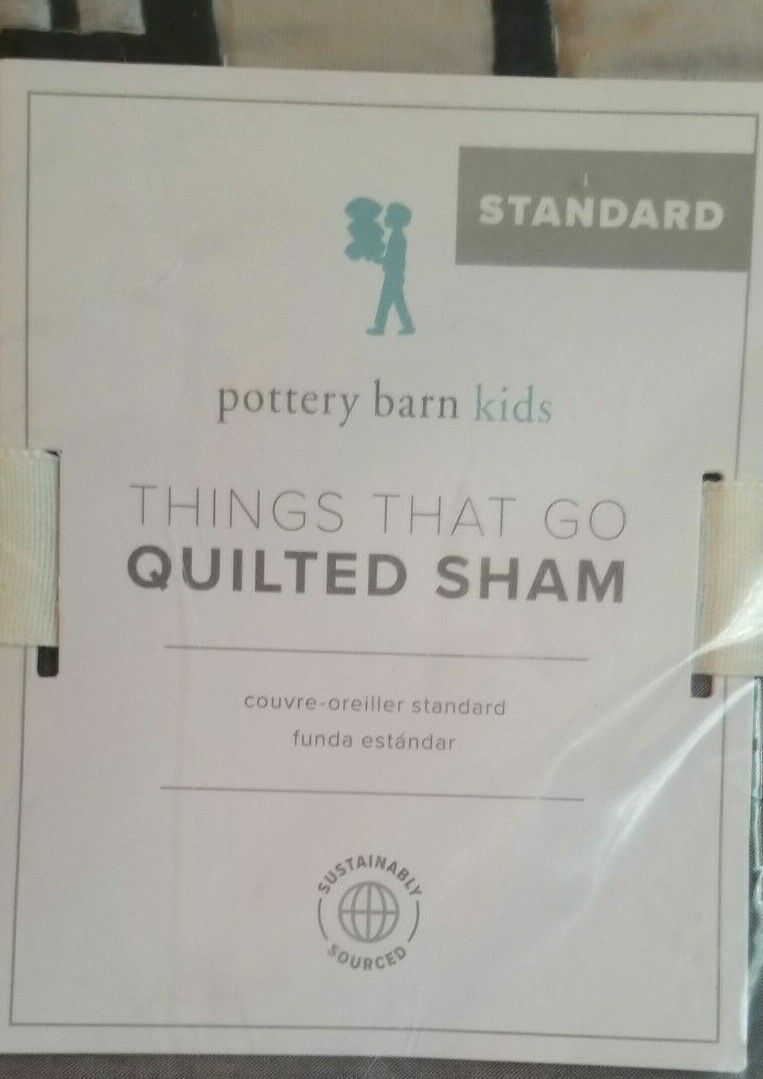 STANDARD
pottery barn kids
THINGS THAT GO
QUILTED SHAM
couvre-oreiller standard
funda estándar
SUSTAINABLY
SOURCED